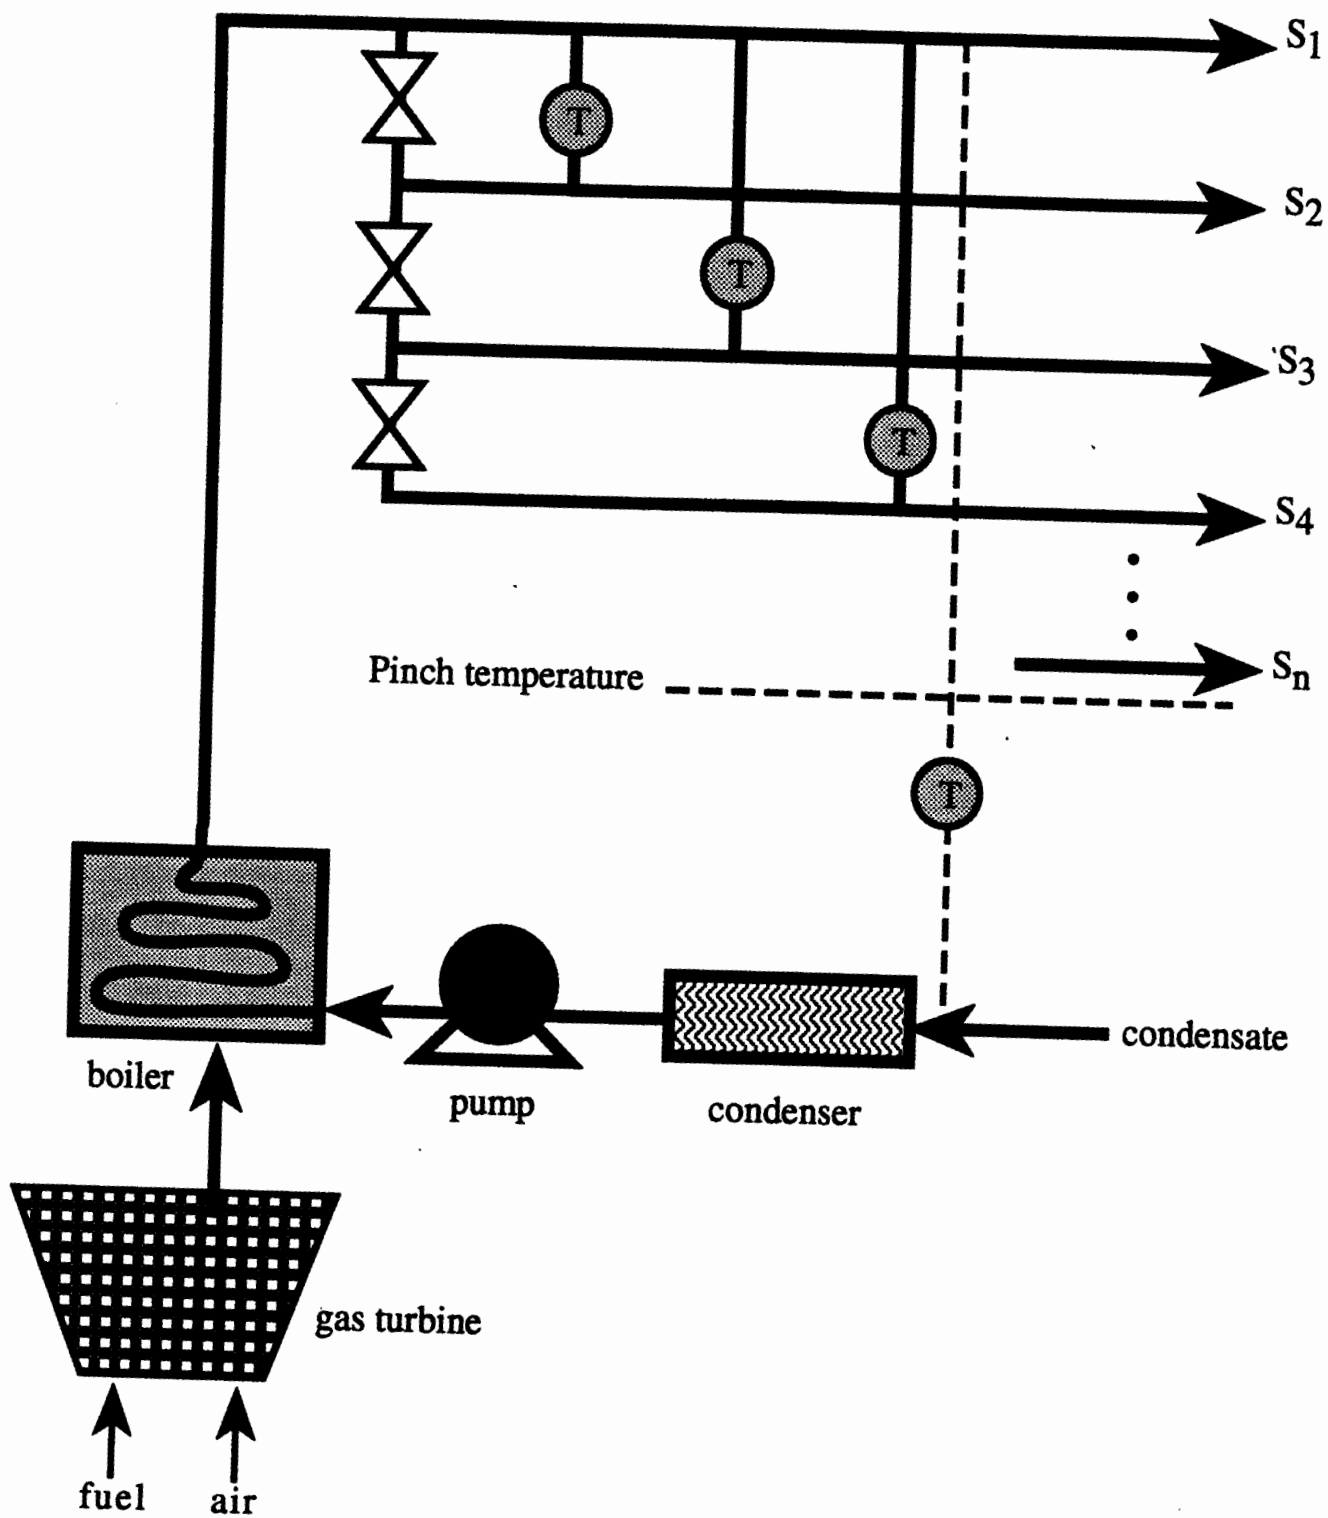 S1
T
S2
T
S3
T
S4
Pinch temperature
Sn
T
condensate
boiler
pump
condenser
gas turbine
fuel
air